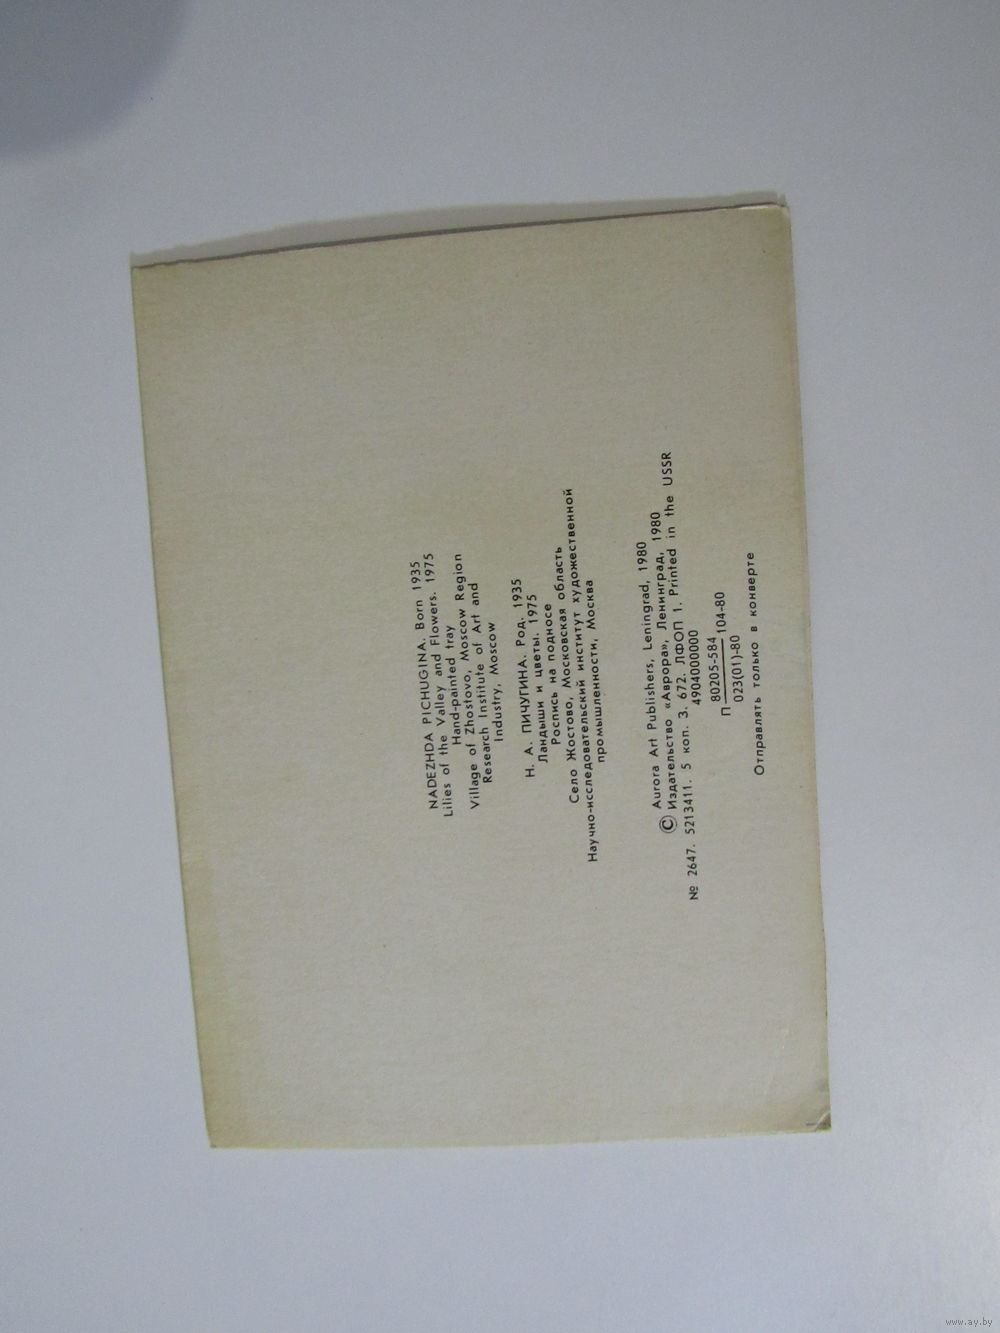 NADEZHDA PICHUGINA. Born 1935
Lilies of the Valley and Flowers. 1975
Hand-painted tray
Village of Zhostovo, Moscow Region
Research Institute of Art and
Industry, Moscow
Н. А. ПИЧУГИНА. Род. 1935
Ландыши и цветы. 1975
Роспись на подносе
Село Жостово, Московская область
Научно-исследовательский институт художественной
промышленности, Москва
© Aurora Art Publishers, Leningrad, 1980
Издательство «Аврора», Ленинград, 1980
№ 2647. 5213411. 5 коп. З. 672. ЛФОП 1. Printed in the USSR
4904000000
80205-584
П 104-80
023(01)-80
Отправлять только в конверте
www.ay.by